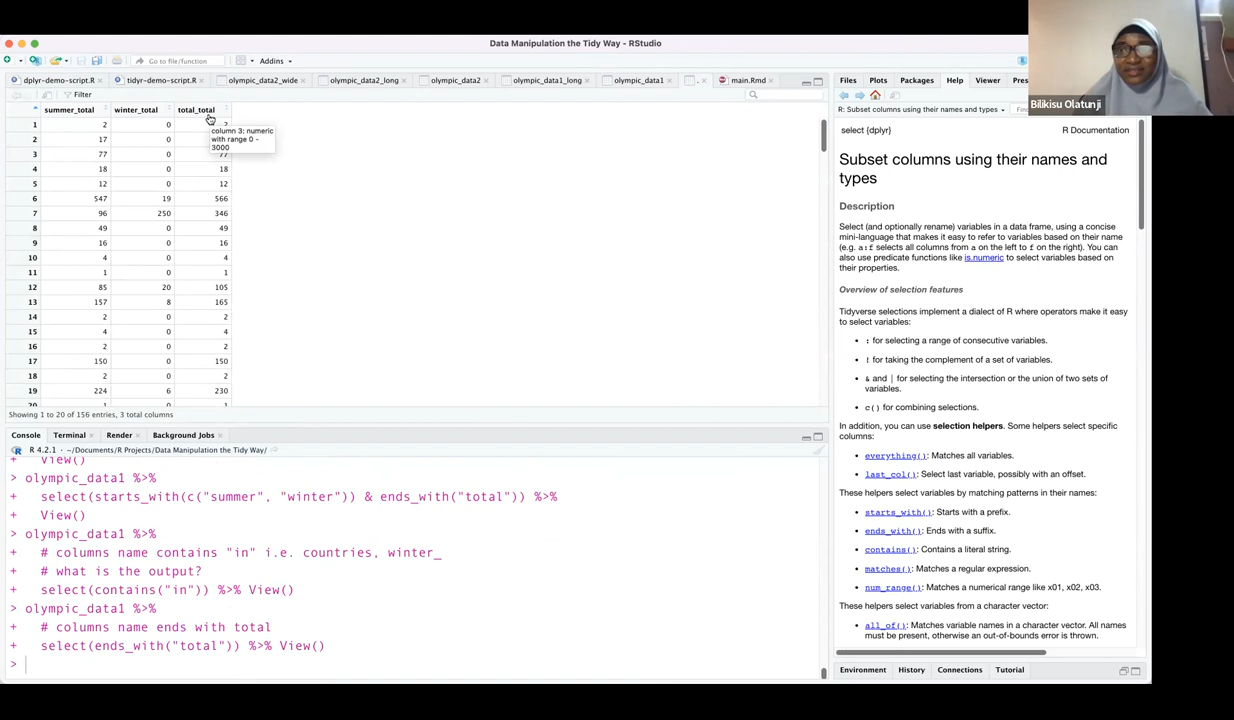 Data Manipulation the Tidy Way - RStudio
Go to file/function
Addins
dplyr-demo-script.R
tidyr-demo-script.R
olympic_data2_wide
olympic_data2_long
olympic_data2
olympic_data1_long
olympic_data1
.
main.Rmd
Filter
summer_total winter_total total_total
1 2 0 2
2 17 0
3 77 0 77
4 18 0 18
5 12 0 12
6 547 19 566
7 96 250 346
8 49 0 49
9 16 0 16
10 4 0 4
11 1 0 1
12 85 20 105
13 157 8 165
14 2 0 2
15 4 0 4
16 2 0 2
17 150 0 150
18 2 0 2
19 224 6 230
20 1 0 1
column 3: numeric
with range 0 -
3000
Showing 1 to 20 of 156 entries, 3 total columns
Console Terminal Render Background Jobs
R 4.2.1 · ~/Documents/R Projects/Data Manipulation the Tidy Way/
+ View()
> olympic_data1 %>%
+ select(starts_with(c("summer", "winter")) & ends_with("total")) %>%
+ View()
> olympic_data1 %>%
+ # columns name contains "in" i.e. countries, winter_
+ # what is the output?
+ select(contains("in")) %>% View()
> olympic_data1 %>%
+ # columns name ends with total
+ select(ends_with("total")) %>% View()
>
Files Plots Packages Help Viewer Pres
R: Subset columns using their names and types
select {dplyr}
R Documentation
Subset columns using their names and
types
Description
Select (and optionally rename) variables in a data frame, using a concise
mini-language that makes it easy to refer to variables based on their name
(e.g. a:f selects all columns from a on the left to f on the right). You can
also use predicate functions like is.numeric to select variables based on
their properties.
Overview of selection features
Tidyverse selections implement a dialect of R where operators make it easy
to select variables:
• : for selecting a range of consecutive variables.
• ! for taking the complement of a set of variables.
• & and | for selecting the intersection or the union of two sets of
variables.
• c() for combining selections.
In addition, you can use selection helpers. Some helpers select specific
columns:
• everything(): Matches all variables.
• last_col(): Select last variable, possibly with an offset.
These helpers select variables by matching patterns in their names:
• starts_with(): Starts with a prefix.
• ends_with(): Ends with a suffix.
• contains(): Contains a literal string.
• matches(): Matches a regular expression.
• num_range(): Matches a numerical range like x01, x02, x03.
These helpers select variables from a character vector:
• all_of(): Matches variable names in a character vector. All names
must be present, otherwise an out-of-bounds error is thrown.
Environment History Connections Tutorial
Bilikisu Olatunji